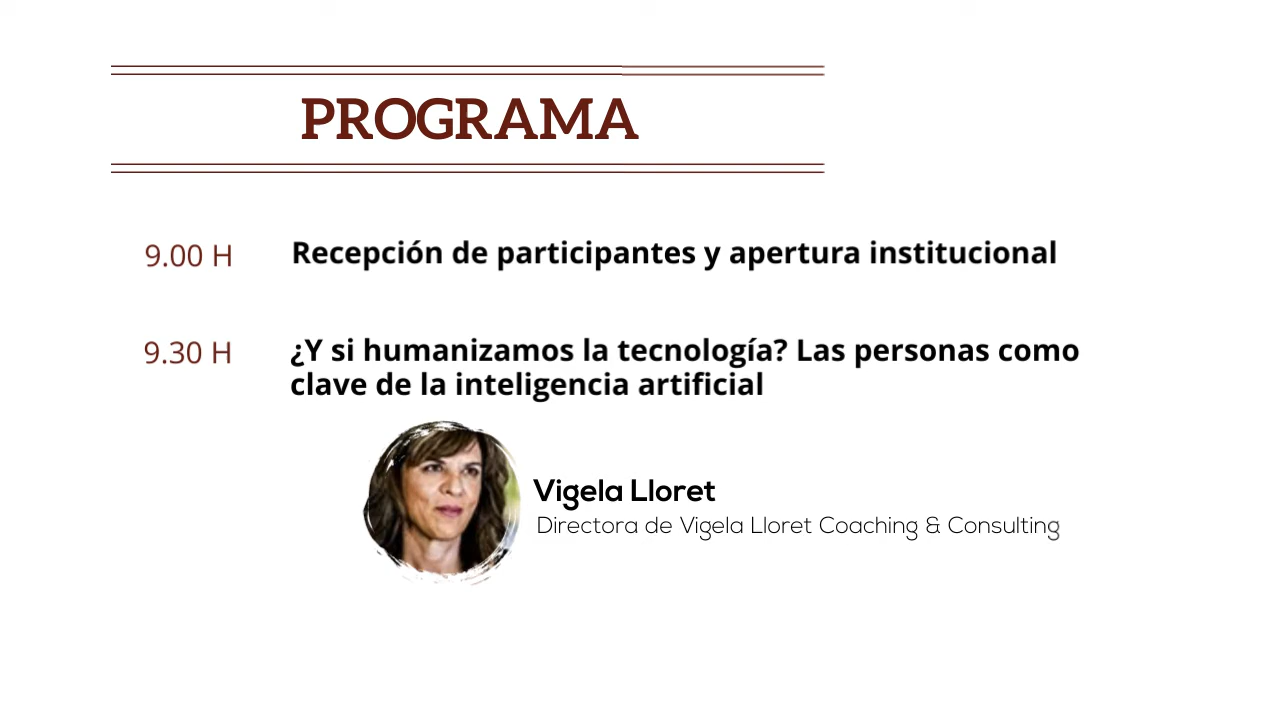 PROGRAMA
9.00 H Recepción de participantes y apertura institucional
9.30 H ¿Y si humanizamos la tecnología? Las personas como
clave de la inteligencia artificial
Vigela Lloret
Directora de Vigela Lloret Coaching & Consulting